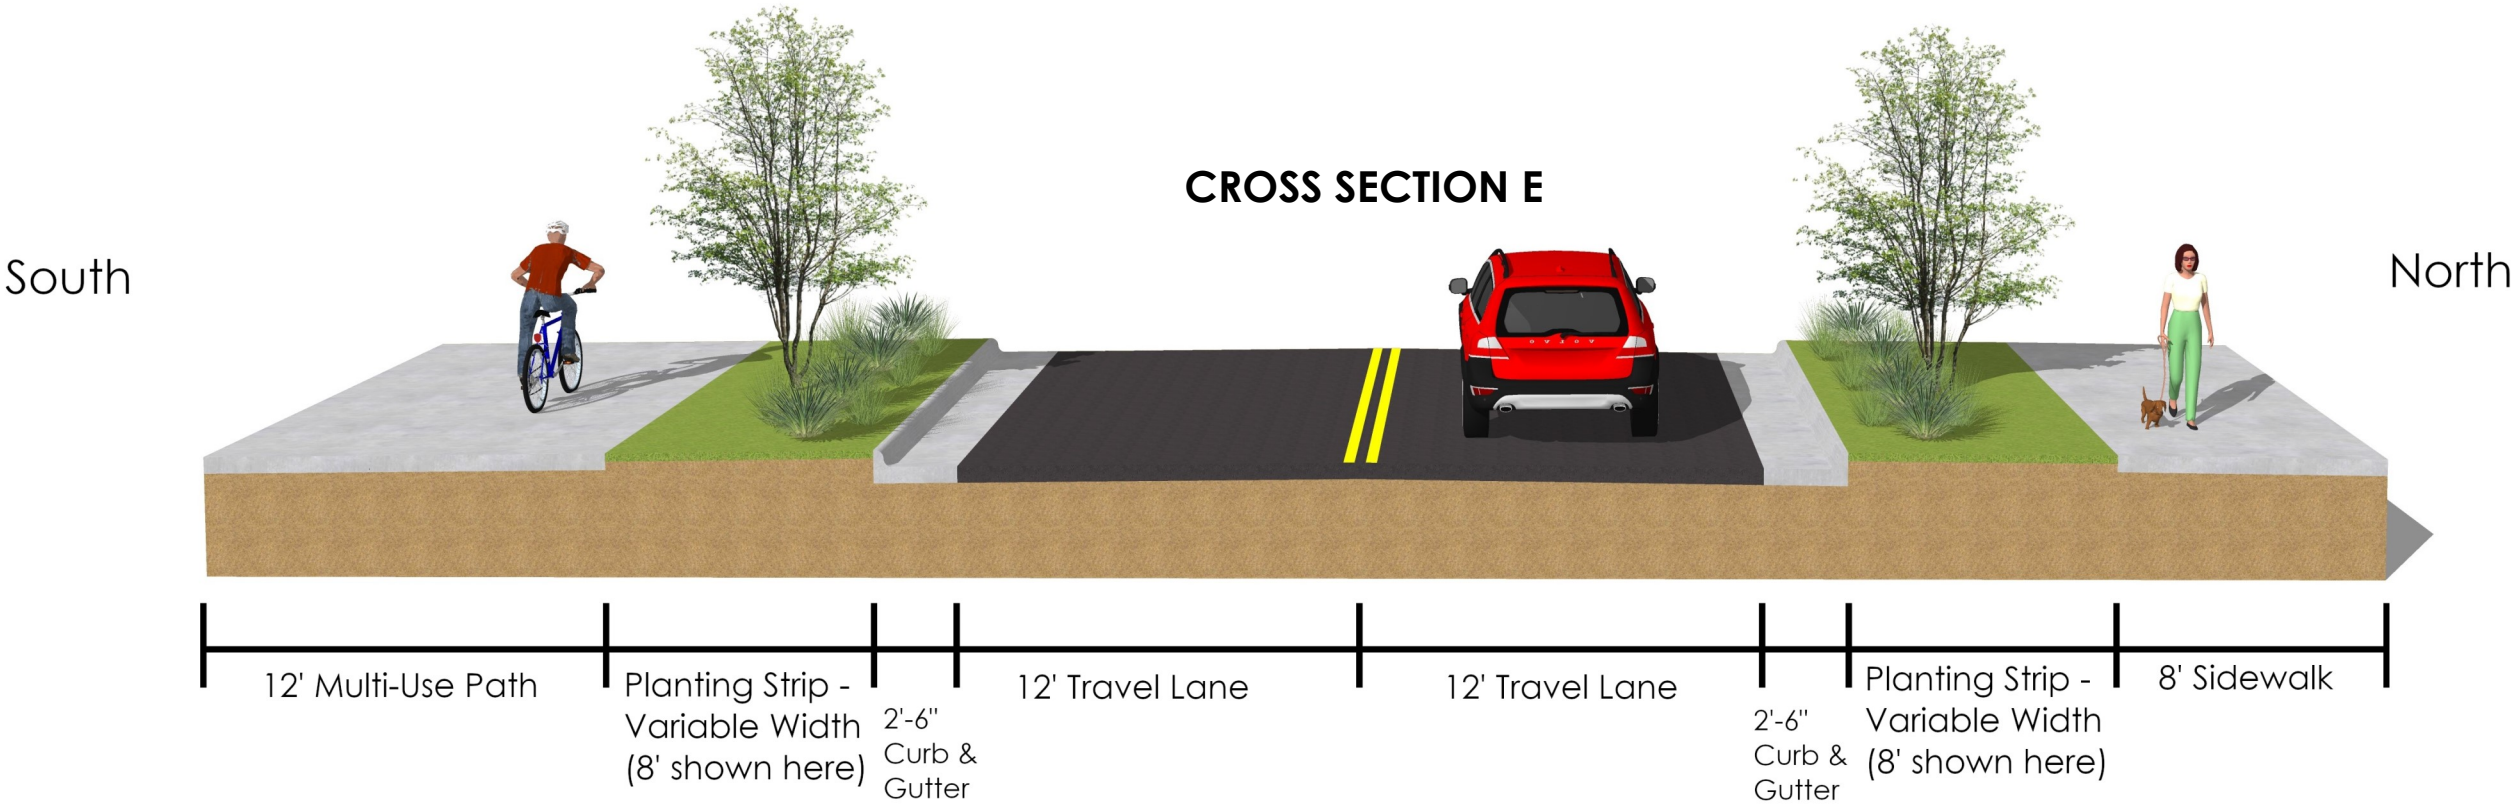 CROSS SECTION E
South
North
12' Multi-Use Path
Planting Strip -
Variable Width
(8' shown here)
2'-6"
Curb &
Gutter
12' Travel Lane
12' Travel Lane
2'-6"
Curb &
Gutter
Planting Strip -
Variable Width
(8' shown here)
8' Sidewalk